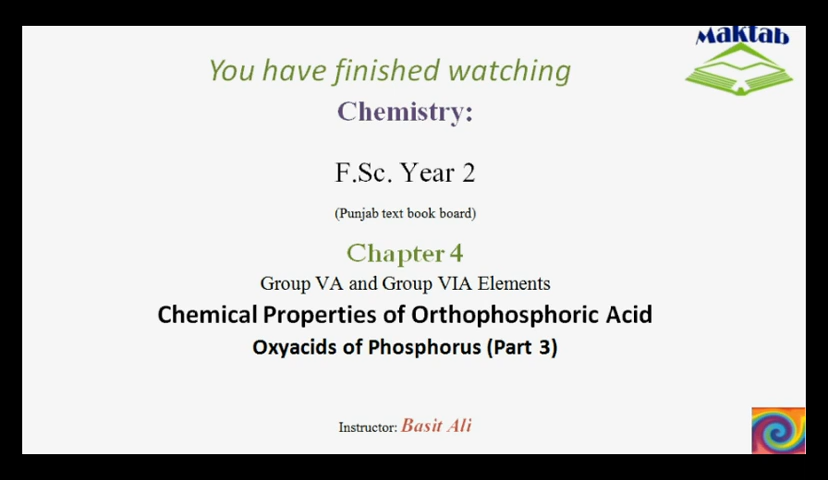 Maktab
You have finished watching
Chemistry:
F.Sc. Year 2
(Punjab text book board)
Chapter 4
Group VA and Group VIA Elements
Chemical Properties of Orthophosphoric Acid
Oxyacids of Phosphorus (Part 3)
Instructor: Basit Ali